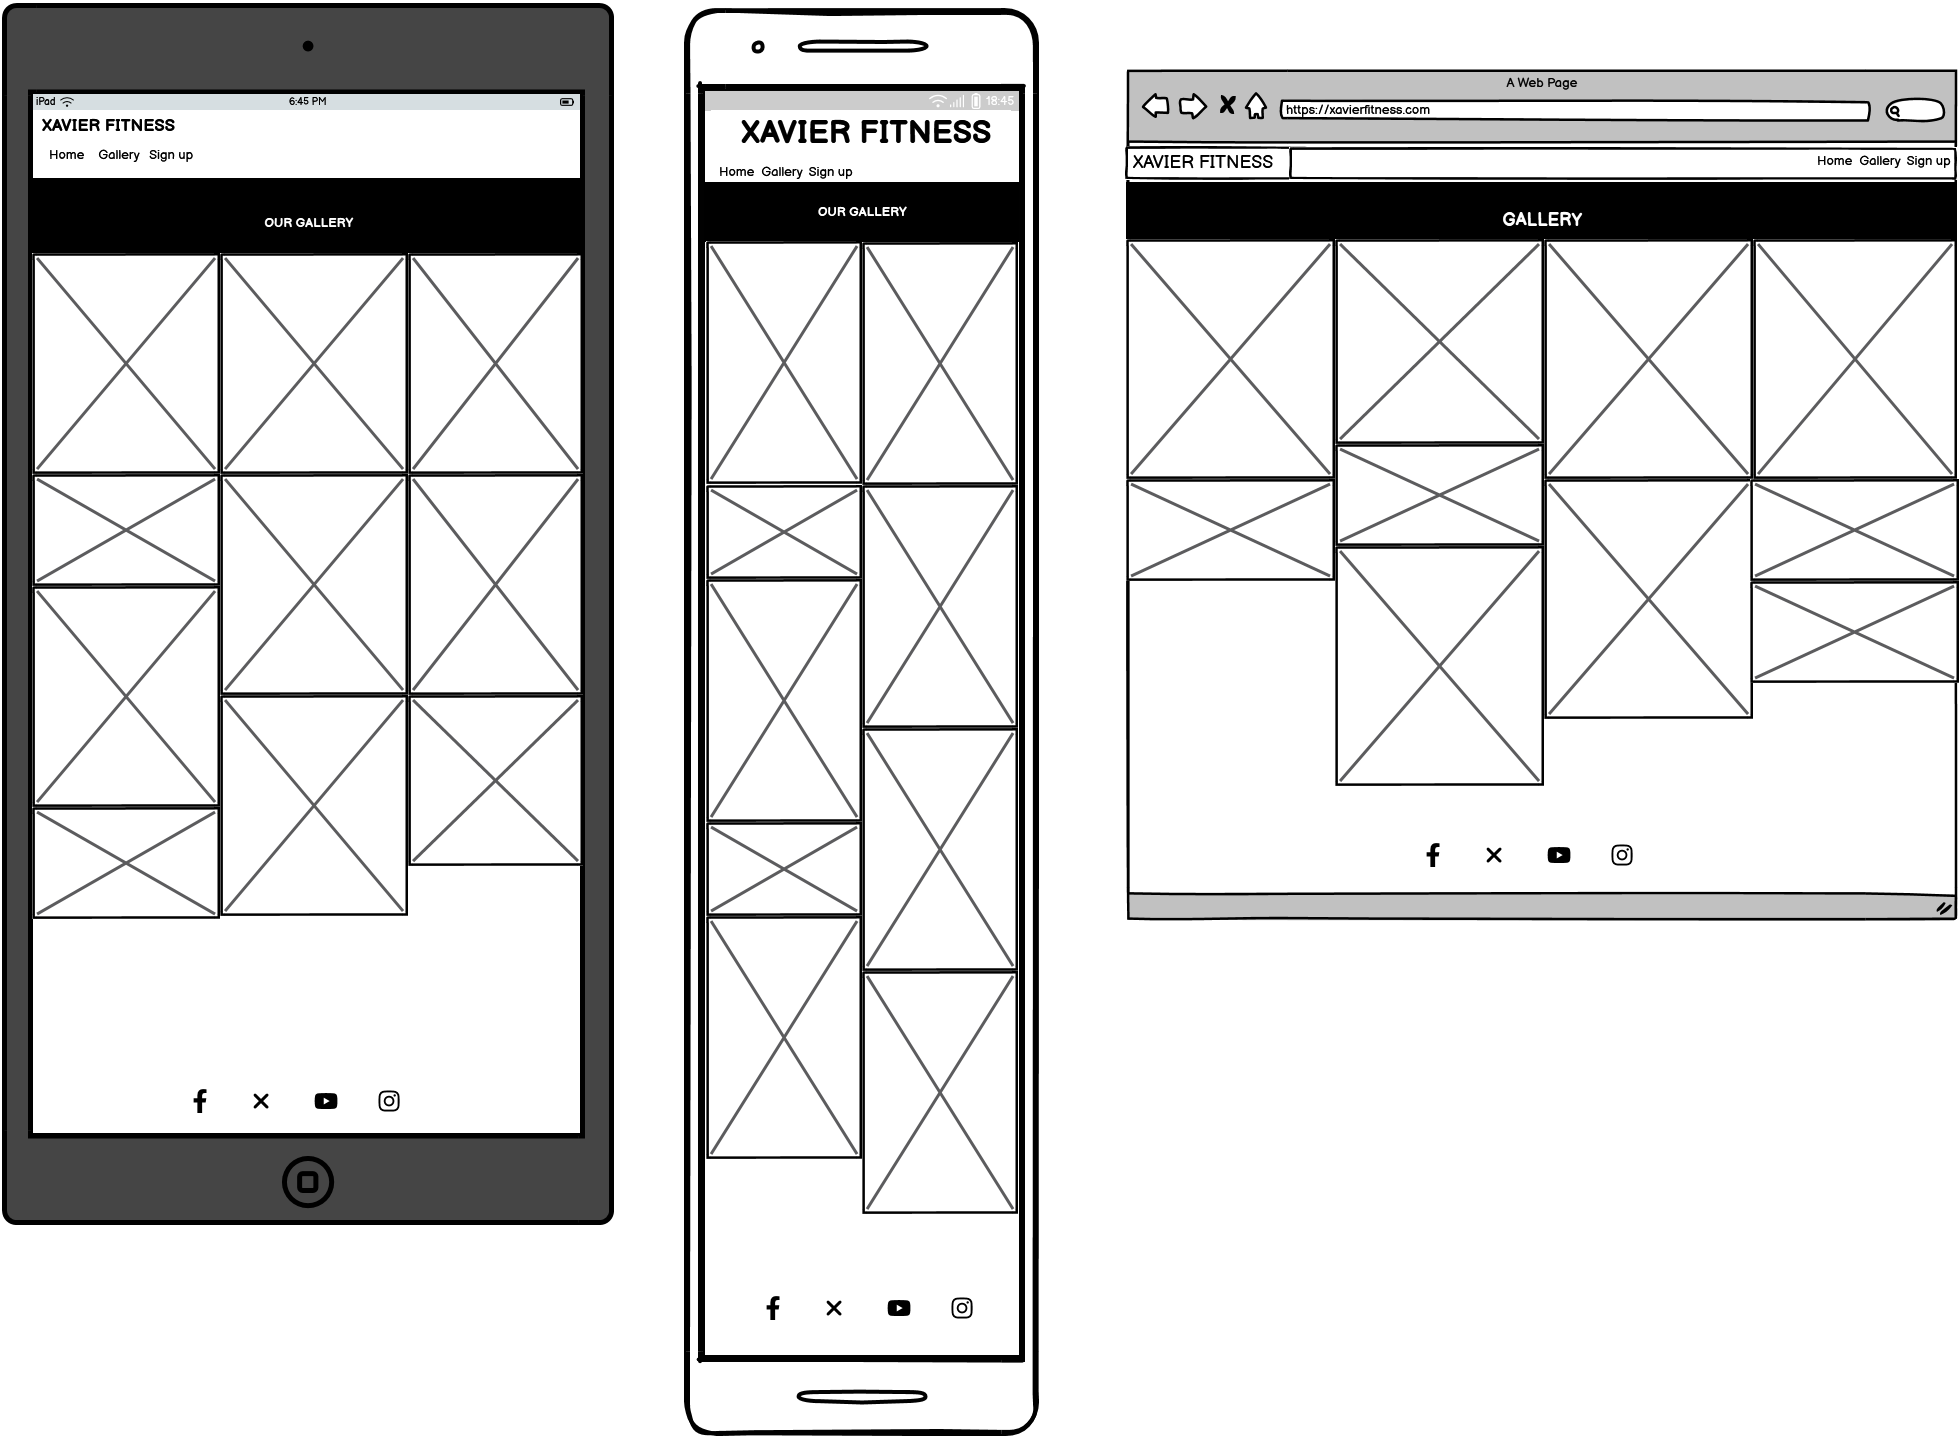 iPad 6:45 PM
XAVIER FITNESS
Home Gallery Sign up
OUR GALLERY
18:45
XAVIER FITNESS
Home Gallery Sign up
OUR GALLERY
A Web Page
https://xavierfitness.com
XAVIER FITNESS Home Gallery Sign up
GALLERY